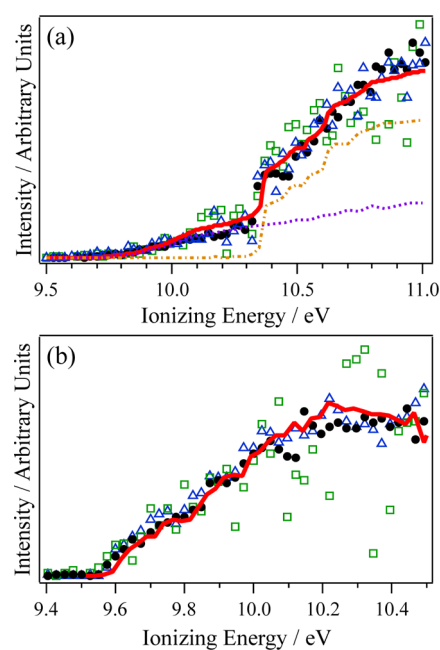 (a)
Intensity / Arbitrary Units
9.5 10.0 10.5 11.0
Ionizing Energy / eV
(b)
Intensity / Arbitrary Units
9.4 9.6 9.8 10.0 10.2 10.4
Ionizing Energy / eV